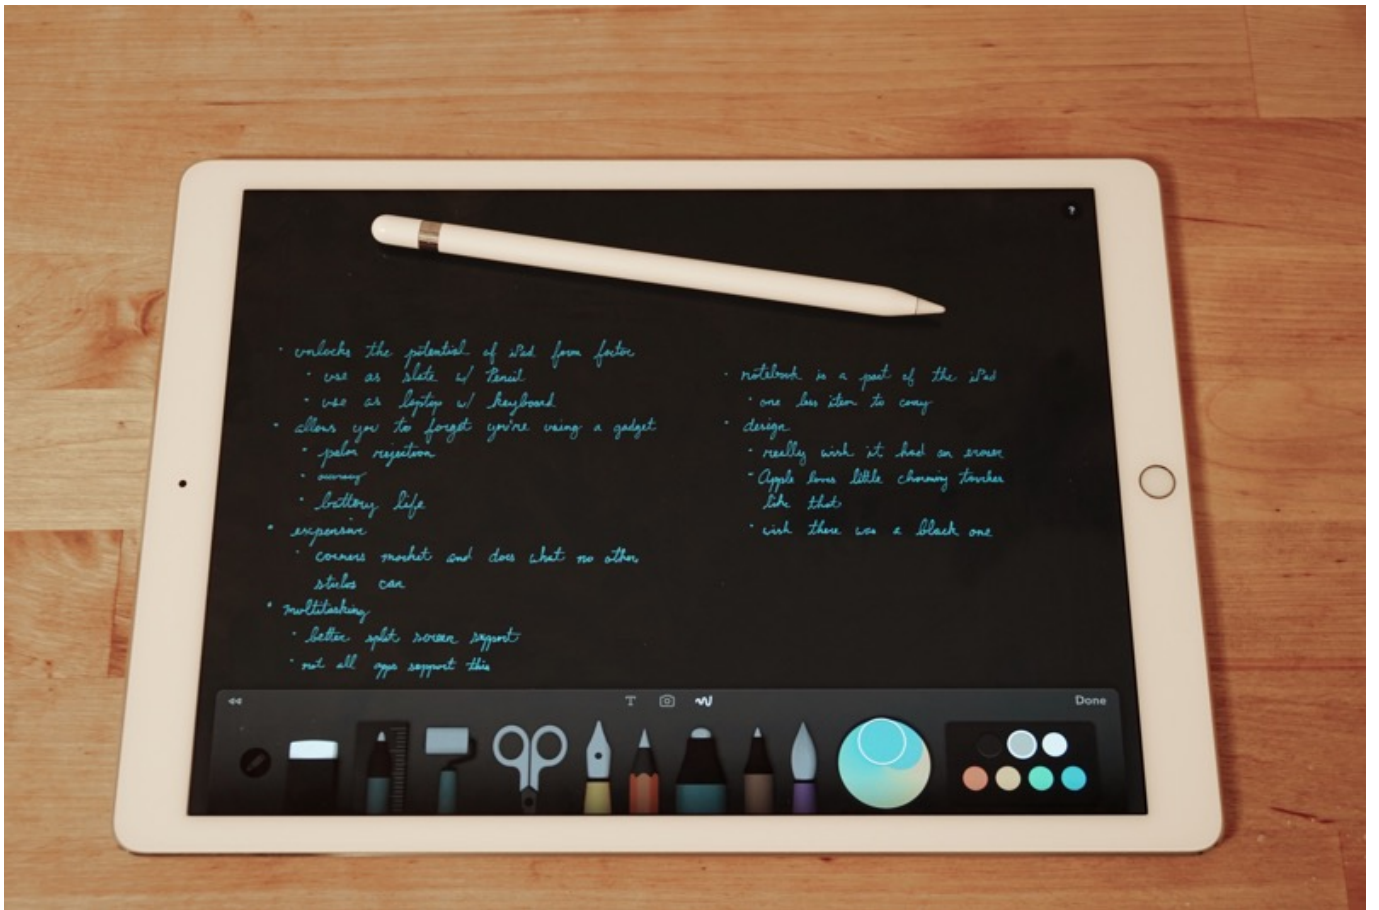 ?
• unlocks the potential of iPad form factor
• use as slate w/ Pencil
• use as laptop w/ keyboard
• allows you to forget you're using a gadget
• palm rejection
• accuracy
• battery life
• expensive
• corners market and does what no other
stylos can
• multitasking
• better split screen support
• not all apps support this
• notebook is a part of the iPad
• one less item to carry
• design
• really wish it had an eraser
• Apple loves little charming touches
like that
• wish there was a black one
T
Done